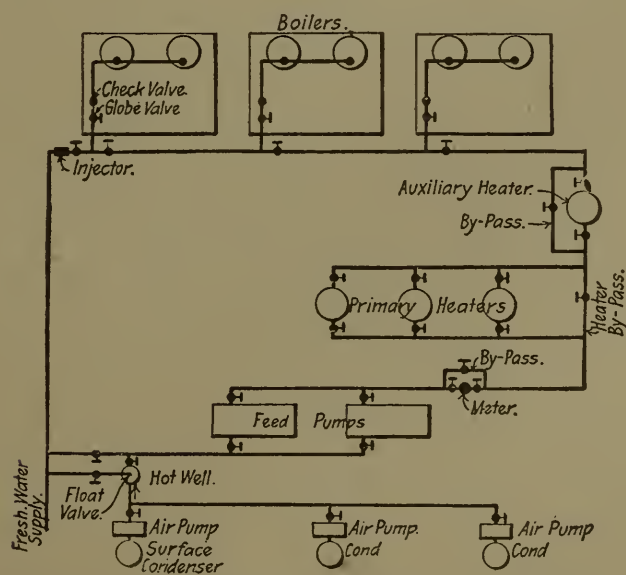 Boilers.
Check Valve.
Globe Valve
Injector.
Auxiliary Heater.
By-Pass.
Primary Heaters
Heater
By-Pass.
By-Pass.
Meter.
Feed Pumps
Hot Well.
Float
Valve.
Fresh. Water
Supply.
Air Pump
Surface
Condenser
Air Pump.
Cond
Air Pump
Cond